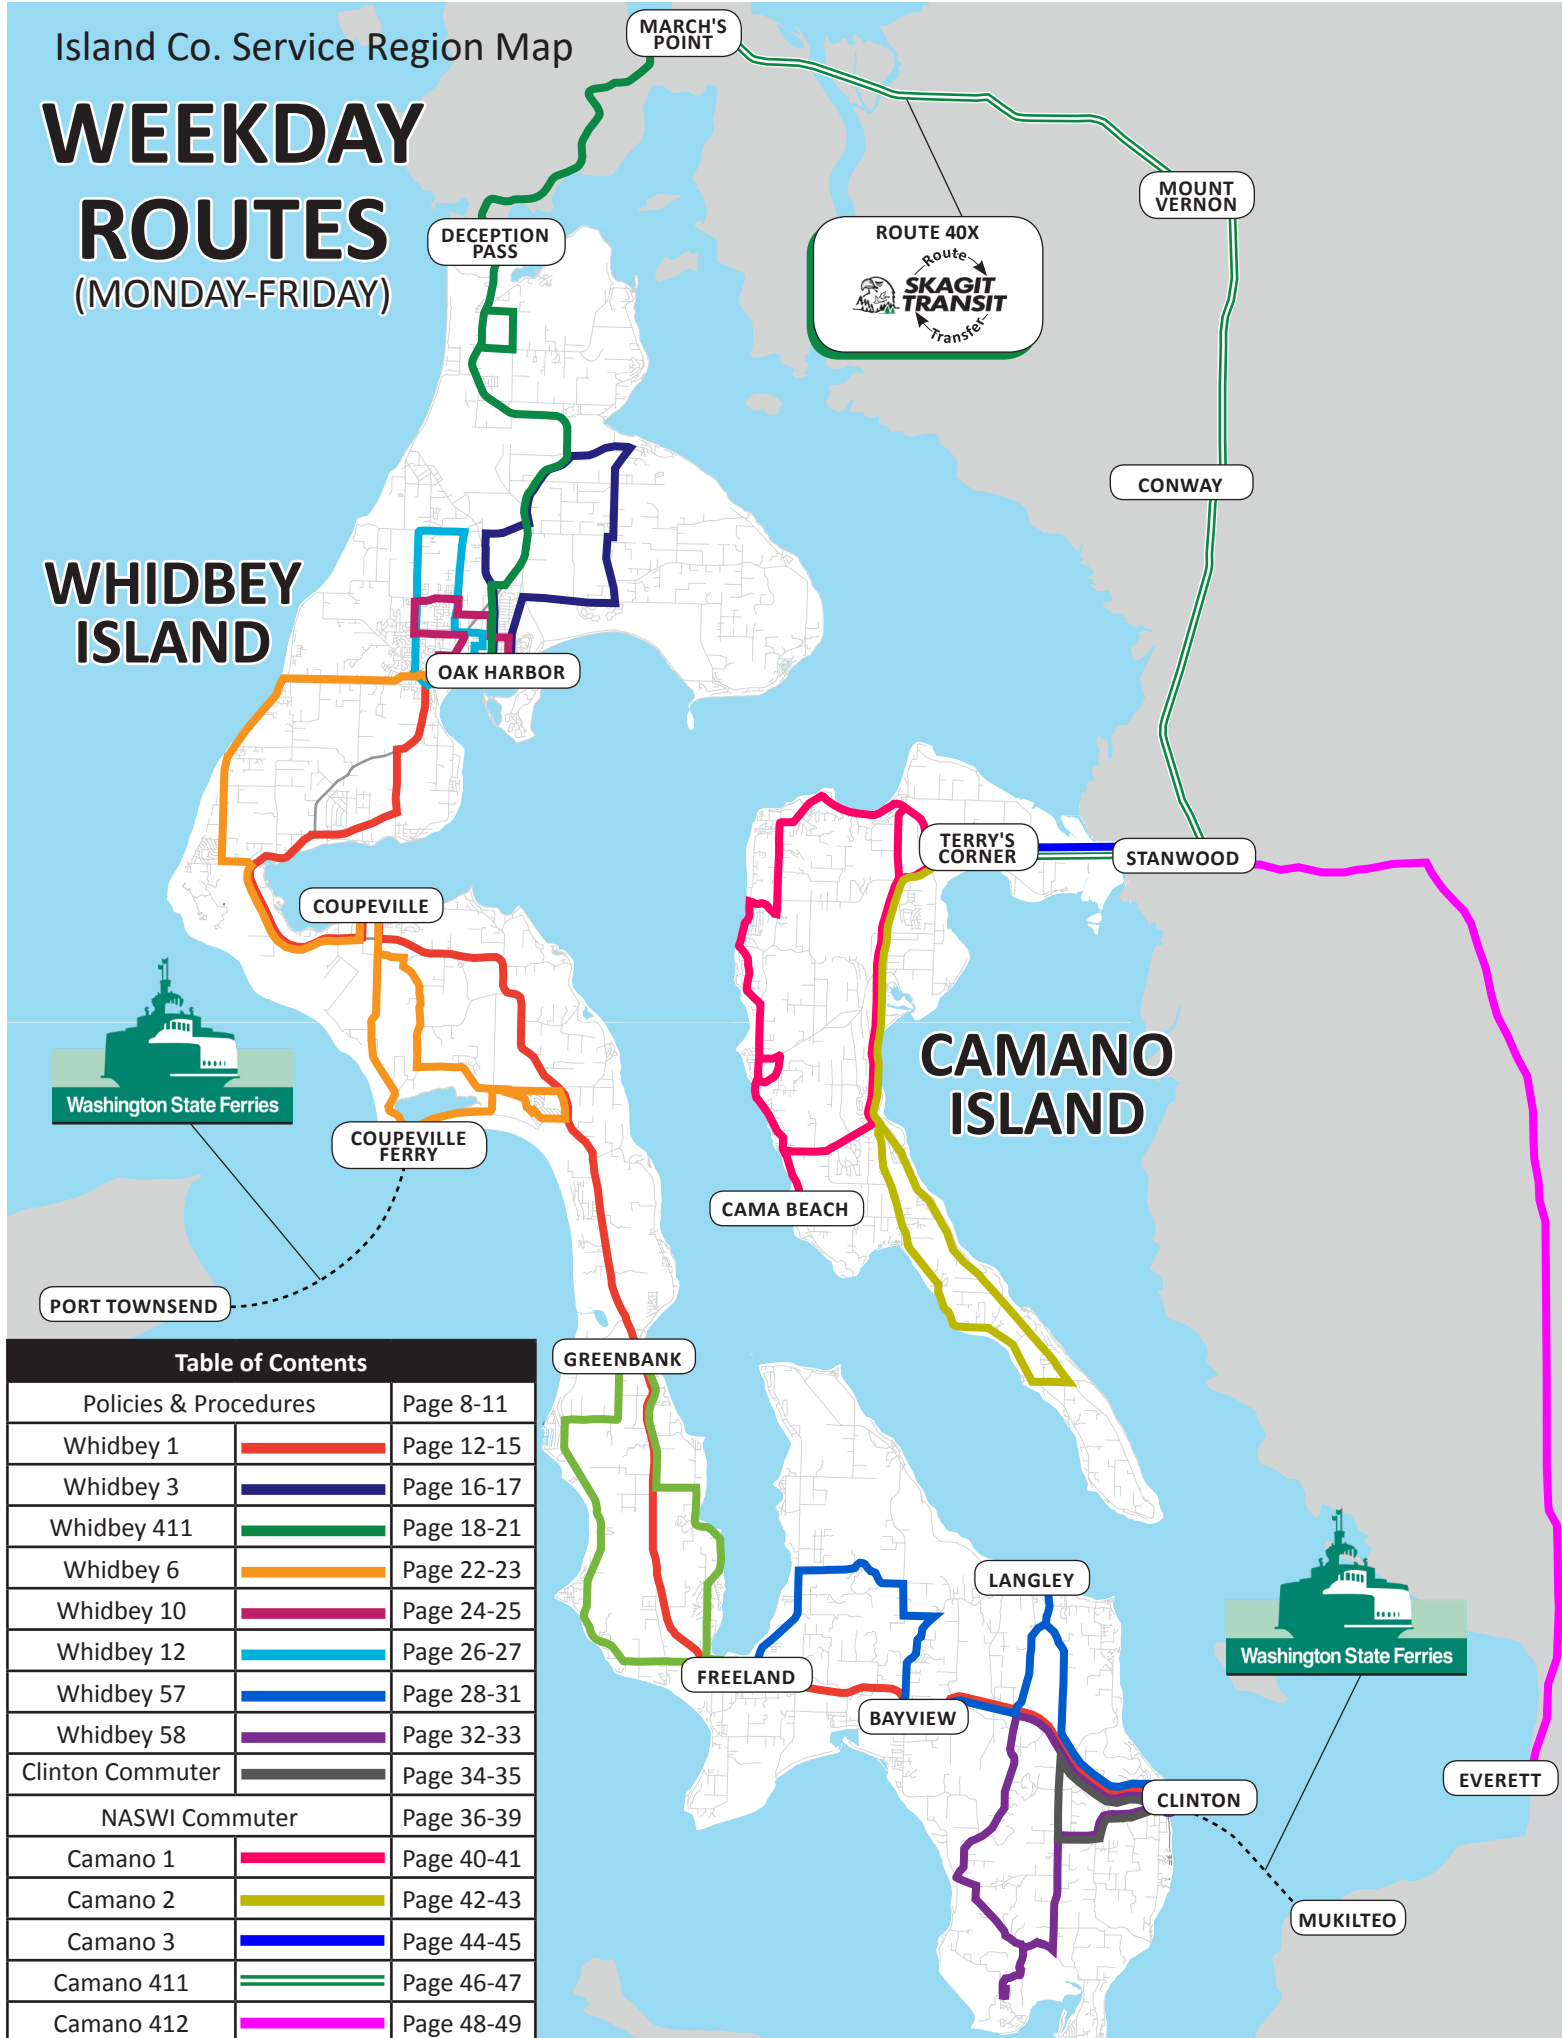 Island Co. Service Region Map
WEEKDAY
ROUTES
(MONDAY-FRIDAY)
MARCH'S
POINT
MOUNT
VERNON
DECEPTION
PASS
ROUTE 40X
Route
SKAGIT
TRANSIT
Transfer
CONWAY
WHIDBEY
ISLAND
OAK HARBOR
TERRY'S
CORNER
STANWOOD
COUPEVILLE
CAMANO
ISLAND
Washington State Ferries
COUPEVILLE
FERRY
CAMA BEACH
PORT TOWNSEND
GREENBANK
LANGLEY
Washington State Ferries
FREELAND
BAYVIEW
EVERETT
CLINTON
MUKILTEO
Table of Contents
Policies & Procedures Page 8-11
Whidbey 1 Page 12-15
Whidbey 3 Page 16-17
Whidbey 411 Page 18-21
Whidbey 6 Page 22-23
Whidbey 10 Page 24-25
Whidbey 12 Page 26-27
Whidbey 57 Page 28-31
Whidbey 58 Page 32-33
Clinton Commuter Page 34-35
NASWI Commuter Page 36-39
Camano 1 Page 40-41
Camano 2 Page 42-43
Camano 3 Page 44-45
Camano 411 Page 46-47
Camano 412 Page 48-49